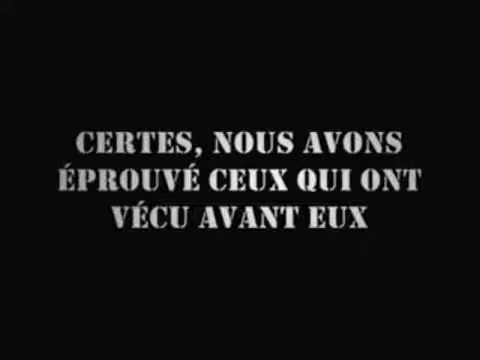 CERTES, NOUS AVONS
ÉPROUVÉ CEUX QUI ONT
VÉCU AVANT EUX